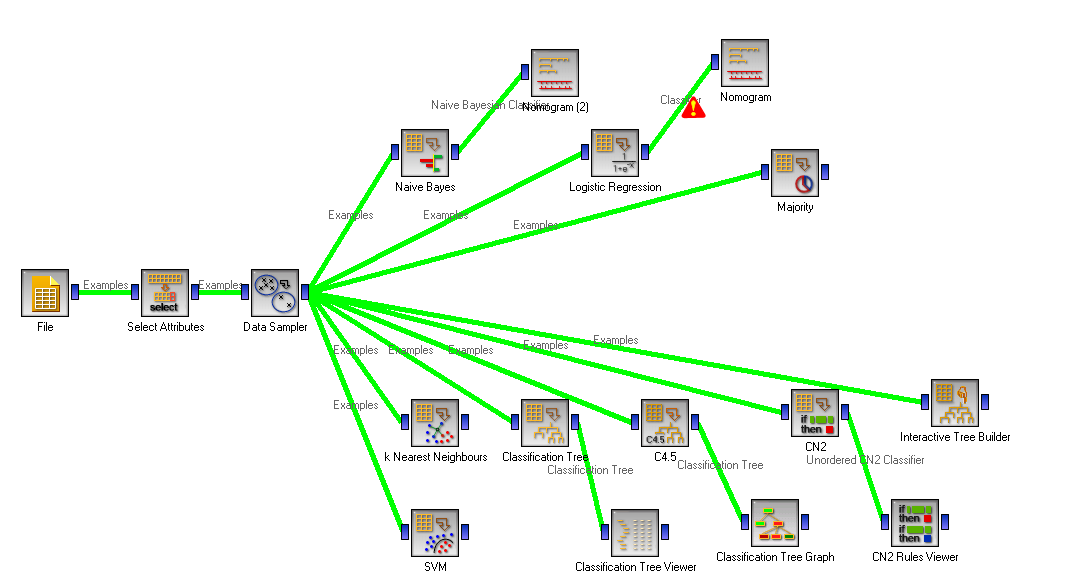 Nomogram
Classifier
Naive Bayesian Classifier
Nomogram (2)
Naive Bayes
1
1+e⁻ˣ
Logistic Regression
Majority
Examples
Examples
Examples
Examples
Examples
File
select
Select Attributes
Data Sampler
Examples
Examples
Examples
Examples
Examples
Examples
k Nearest Neighbours
Classification Tree
C4.5
C4.5
if
then
CN2
Interactive Tree Builder
Classification Tree
Classification Tree
Unordered CN2 Classifier
SVM
Classification Tree Viewer
Classification Tree Graph
if
then
if
then
CN2 Rules Viewer